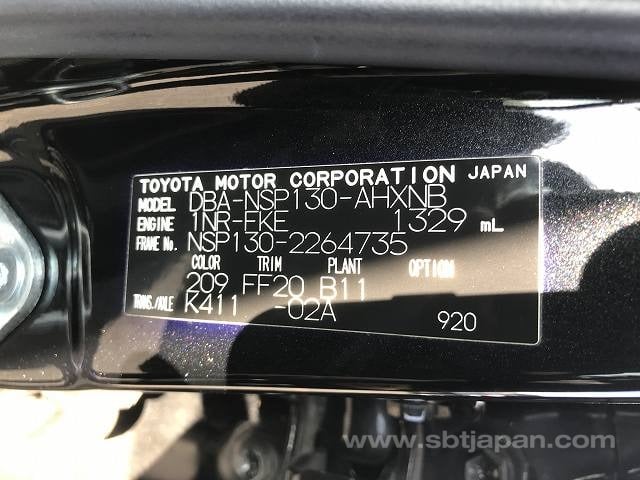 TOYOTA MOTOR CORPORATION JAPAN
MODEL DBA-NSP130-AHXNB
ENGINE 1NR-FKE 1329 mL
FRAME No. NSP130-2264735
COLOR TRIM PLANT OPTION
209 FF20 B11
TRANS./AXLE K411 -02A
920
www.sbtjapan.com